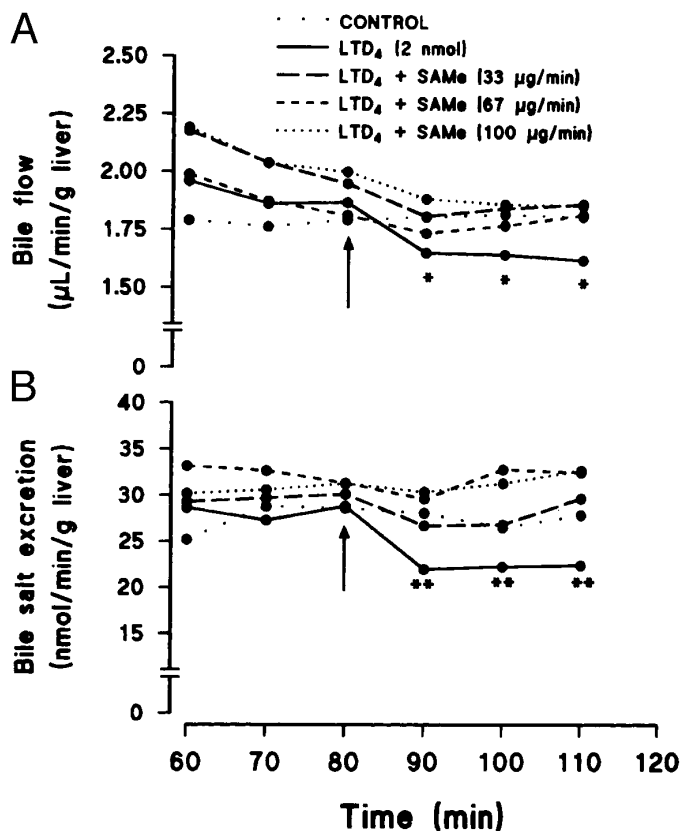 A
CONTROL
LTD₄ (2 nmol)
LTD₄ + SAMe (33 µg/min)
LTD₄ + SAMe (67 µg/min)
LTD₄ + SAMe (100 µg/min)
2.50
2.25
2.00
1.75
1.50
0
Bile flow
(µL/min/g liver)
*
*
*
B
40
35
30
25
20
15
0
Bile salt excretion
(nmol/min/g liver)
**
**
**
60 70 80 90 100 110 120
Time (min)